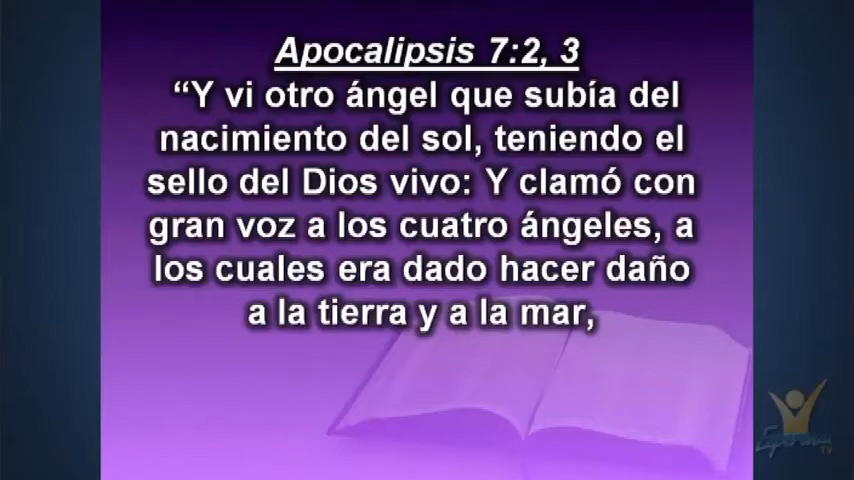 Apocalipsis 7:2, 3
“Y vi otro ángel que subía del
nacimiento del sol, teniendo el
sello del Dios vivo: Y clamó con
gran voz a los cuatro ángeles, a
los cuales era dado hacer daño
a la tierra y a la mar,
TV